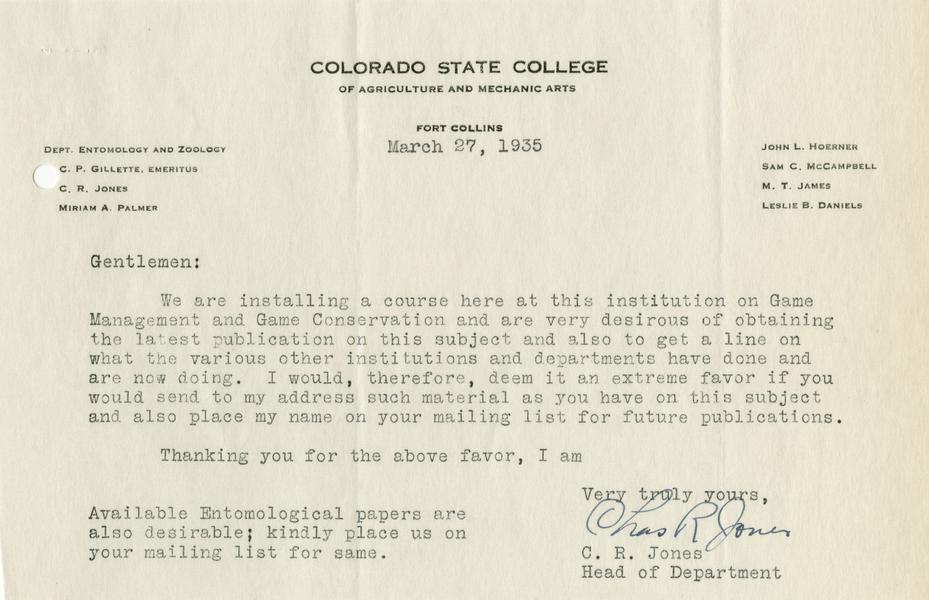 COLORADO STATE COLLEGE
OF AGRICULTURE AND MECHANIC ARTS
FORT COLLINS
March 27, 1935
DEPT. ENTOMOLOGY AND ZOOLOGY
C. P. GILLETTE, EMERITUS
C. R. JONES
MIRIAM A. PALMER
JOHN L. HOERNER
SAM C. MCCAMPBELL
M. T. JAMES
LESLIE B. DANIELS
Gentlemen:
We are installing a course here at this institution on Game
Management and Game Conservation and are very desirous of obtaining
the latest publication on this subject and also to get a line on
what the various other institutions and departments have done and
are now doing. I would, therefore, deem it an extreme favor if you
would send to my address such material as you have on this subject
and also place my name on your mailing list for future publications.
Thanking you for the above favor, I am
Very truly yours,
Chas R Jones
C. R. Jones
Head of Department
Available Entomological papers are
also desirable; kindly place us on
your mailing list for same.